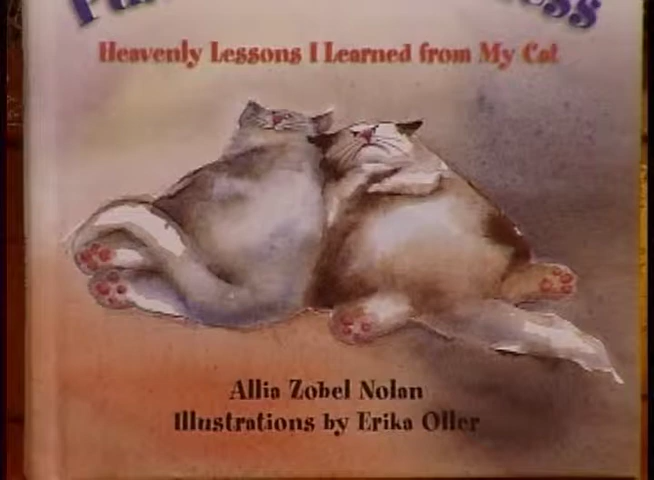 Heavenly Lessons I Learned from My Cat
Allia Zobel Nolan
Illustrations by Erika Oller